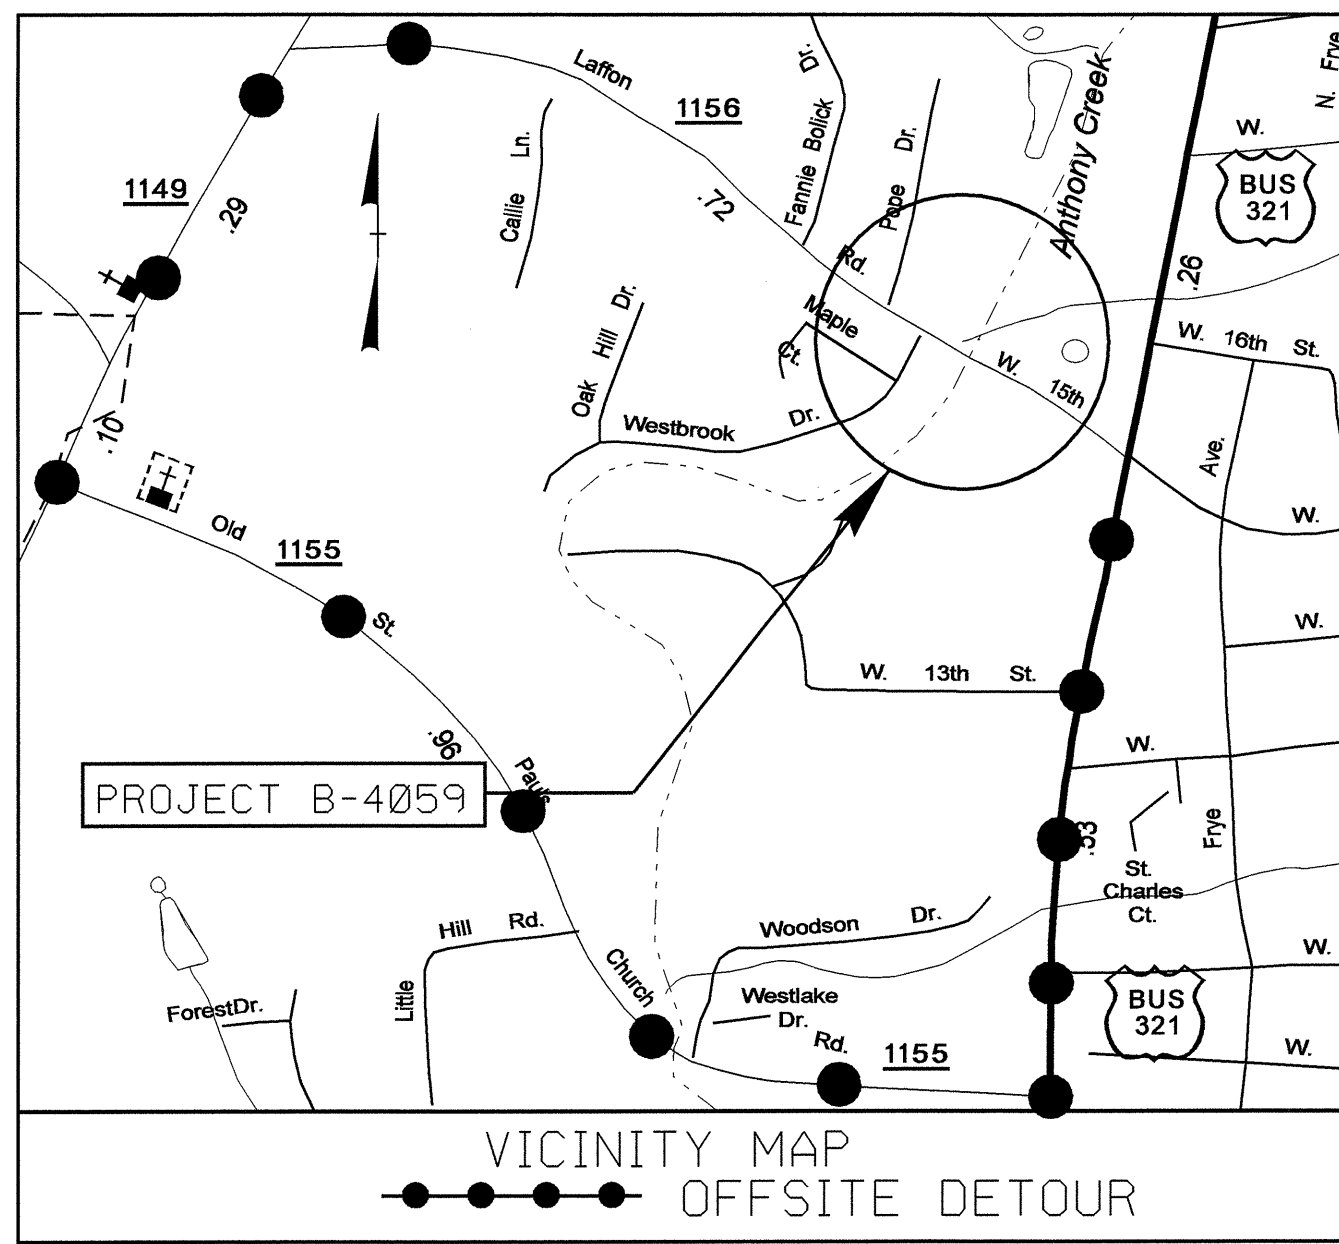 Laffon
Dr.
N. Frye
1156
Fannie Bolick
Dr.
Pope
Anthony Creek
W.
Callie Ln.
1149
.29
.72
BUS
321
Rd.
.26
Oak Hill Dr.
Maple
Ct.
W. 15th
W. 16th St.
Westbrook Dr.
.10
Ave.
Old
1155
St.
W.
W.
W. 13th St.
.96
W.
Paul's
PROJECT B-4059
.53
Frye
St.
Charles
Ct.
Hill Rd.
Woodson Dr.
W.
Church
Little
Westlake
Dr.
Forest Dr.
BUS
321
Rd.
1155
W.
VICINITY MAP
OFFSITE DETOUR